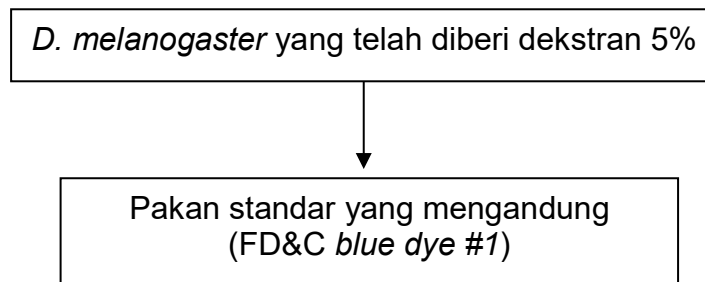 D. melanogaster yang telah diberi dekstran 5%
Pakan standar yang mengandung
(FD&C blue dye #1)